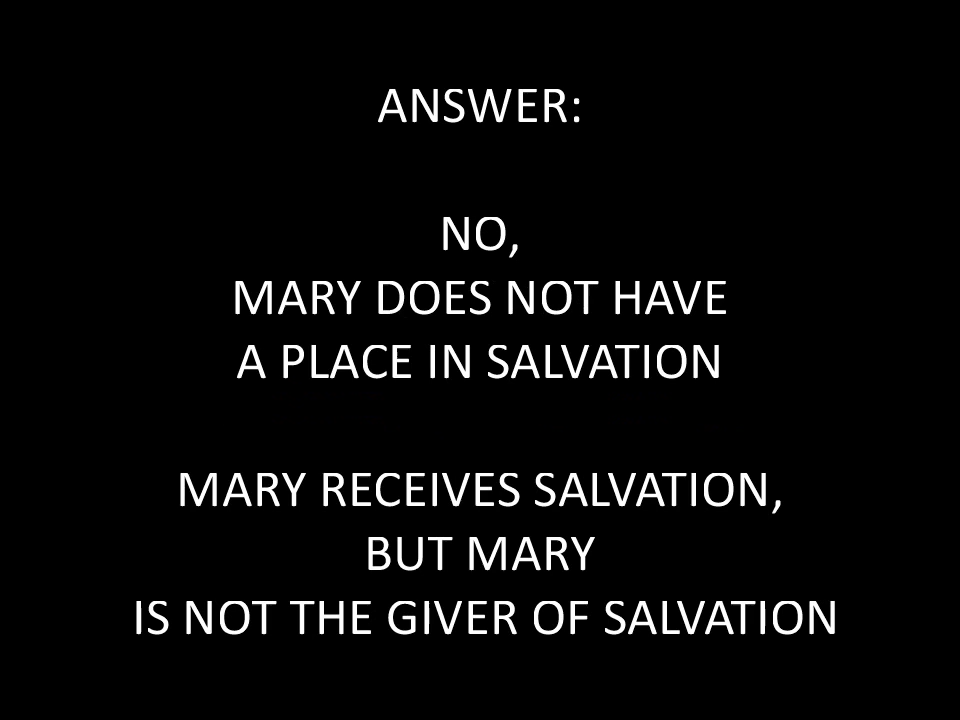 ANSWER:
NO,
MARY DOES NOT HAVE
A PLACE IN SALVATION
MARY RECEIVES SALVATION,
BUT MARY
IS NOT THE GIVER OF SALVATION